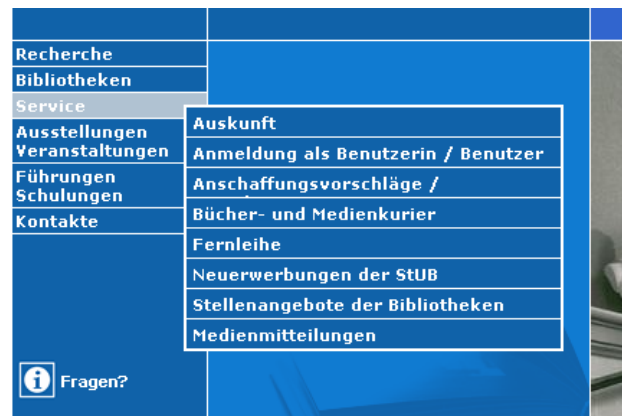 Recherche
Bibliotheken
Service
Ausstellungen
Veranstaltungen
Führungen
Schulungen
Kontakte
Auskunft
Anmeldung als Benutzerin / Benutzer
Anschaffungsvorschläge /
Bücher- und Medienkurier
Fernleihe
Neuerwerbungen der StUB
Stellenangebote der Bibliotheken
Medienmitteilungen
Fragen?